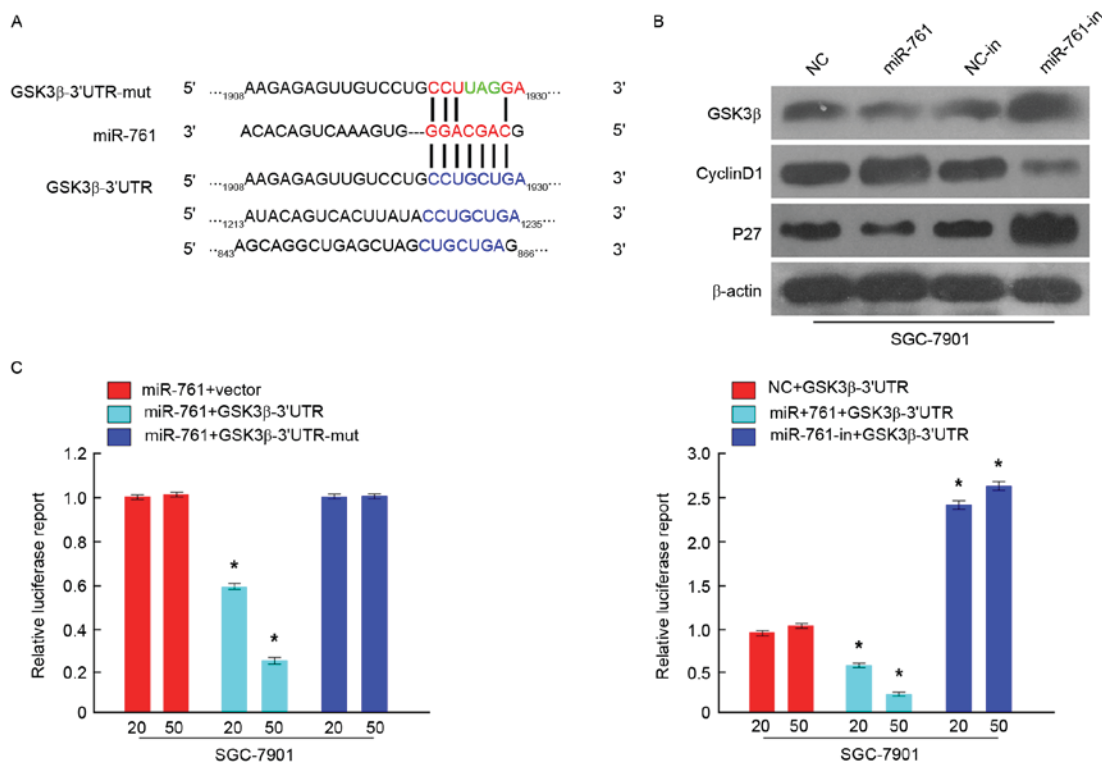 A
GSK3β-3'UTR-mut 5' ...1908AAGAGAGUUGUCCUGCCUUAGGA1930... 3'
miR-761 3' ACACAGUCAAAGUG---GGACGACG 5'
GSK3β-3'UTR 5' ...1908AAGAGAGUUGUCCUGCCUGCUGA1930... 3'
5' ...1213AUACAGUCACUUAUACCUGCUGA1235... 3'
5' ...843AGCAGGCUGAGCUAGCUGCUGAG866... 3'
B
NC miR-761 NC-in miR-761-in
GSK3β
CyclinD1
P27
β-actin
SGC-7901
C
miR-761+vector
miR-761+GSK3β-3'UTR
miR-761+GSK3β-3'UTR-mut
Relative luciferase report
1.2
1.0
0.8
0.6
0.4
0.2
0
* *
20 50 20 50 20 50
SGC-7901
NC+GSK3β-3'UTR
miR+761+GSK3β-3'UTR
miR-761-in+GSK3β-3'UTR
Relative luciferase report
3.0
2.5
2.0
1.0
0.5
0
* * * *
20 50 20 50 20 50
SGC-7901